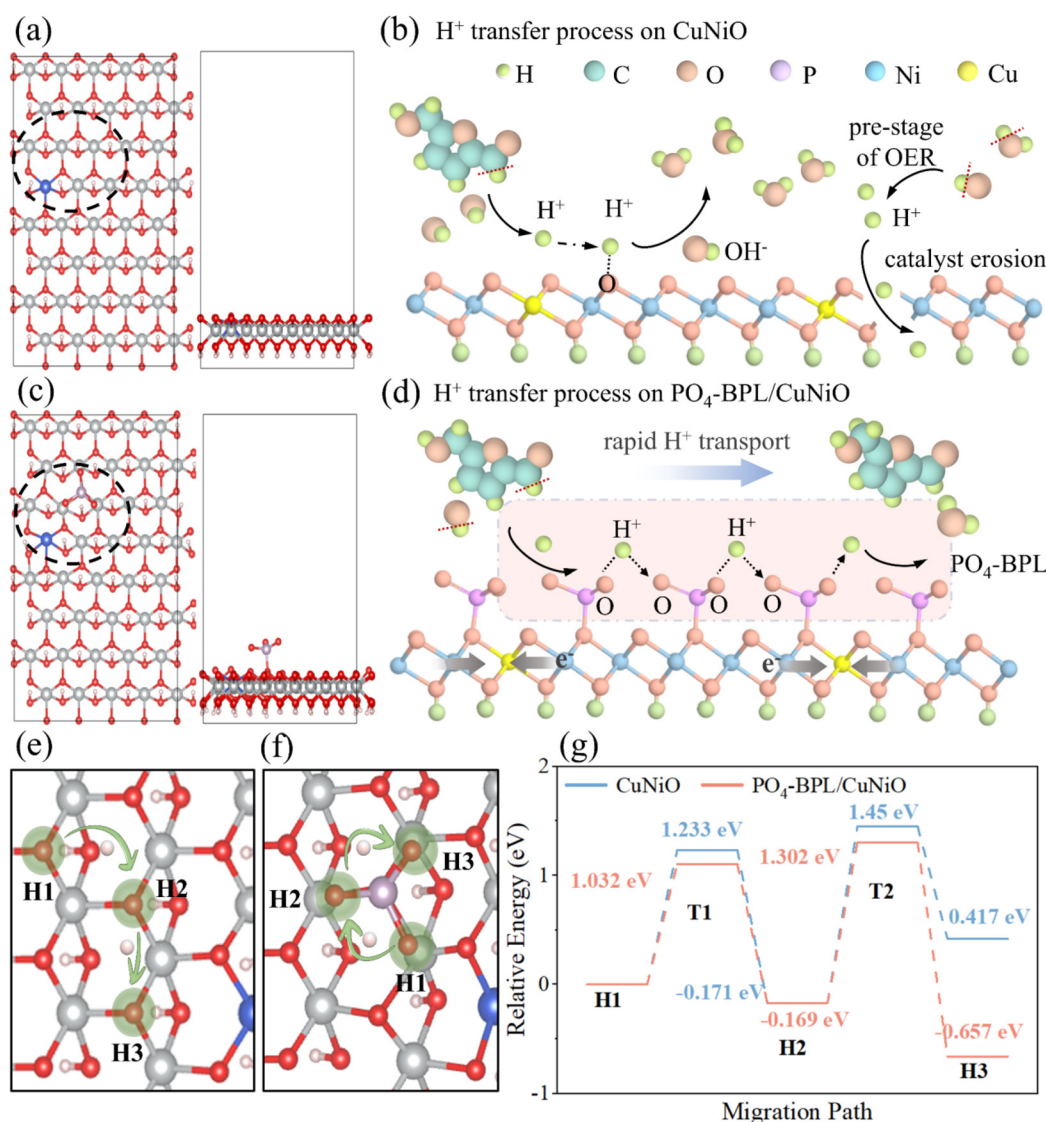 (a)
(b) H⁺ transfer process on CuNiO
H C O P Ni Cu
pre-stage
of OER
H⁺ H⁺
H⁺
OH⁻
catalyst erosion
O
(c)
(d) H⁺ transfer process on PO₄-BPL/CuNiO
rapid H⁺ transport
H⁺ H⁺
PO₄-BPL
O O O O
e⁻ e⁻
(e)
H1
H2
H3
(f)
H3
H2
H1
(g)
2
1
0
-1
Relative Energy (eV)
CuNiO PO₄-BPL/CuNiO
1.233 eV 1.45 eV
1.032 eV 1.302 eV
T1 T2
0.417 eV
H1
-0.171 eV
-0.169 eV
H2
-0.657 eV
H3
Migration Path